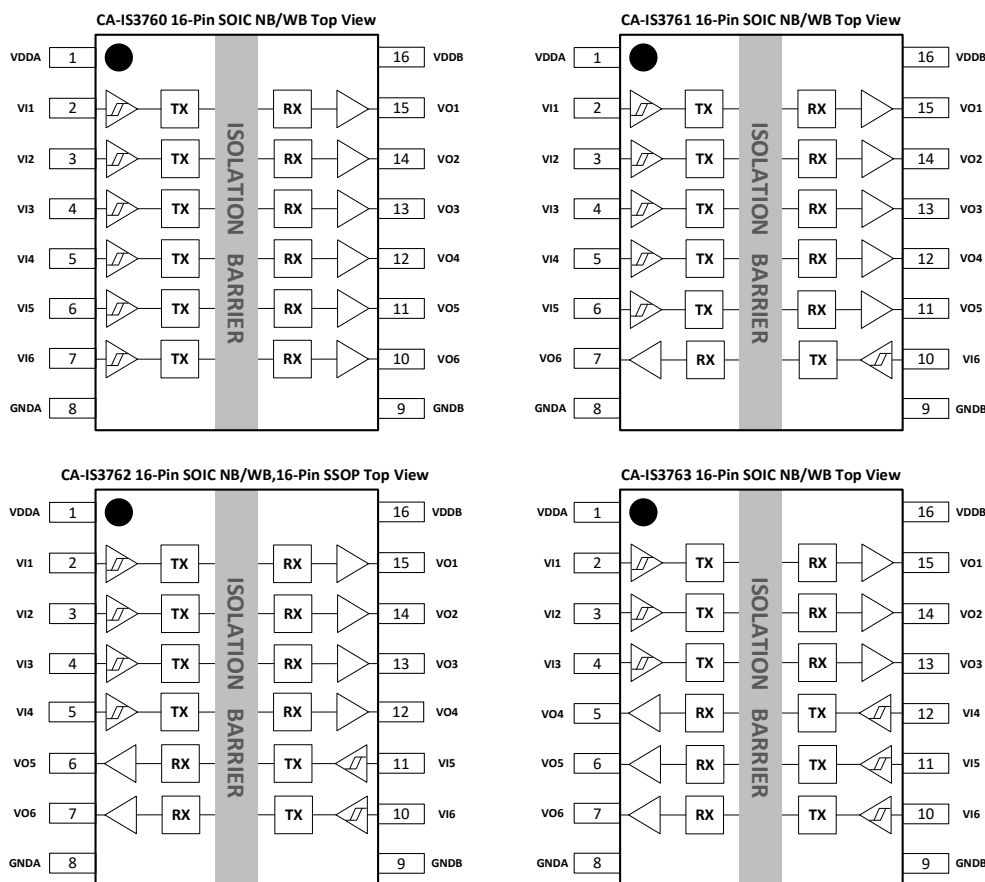 CA-IS3760 16-Pin SOIC NB/WB Top View
VDDA 1 16 VDDB
VI1 2 TX RX 15 VO1
VI2 3 TX RX 14 VO2
VI3 4 TX RX 13 VO3
VI4 5 TX RX 12 VO4
VI5 6 TX RX 11 VO5
VI6 7 TX RX 10 VO6
GNDA 8 9 GNDB
ISOLATION BARRIER
CA-IS3761 16-Pin SOIC NB/WB Top View
VDDA 1 16 VDDB
VI1 2 TX RX 15 VO1
VI2 3 TX RX 14 VO2
VI3 4 TX RX 13 VO3
VI4 5 TX RX 12 VO4
VI5 6 TX RX 11 VO5
VO6 7 RX TX 10 VI6
GNDA 8 9 GNDB
ISOLATION BARRIER
CA-IS3762 16-Pin SOIC NB/WB,16-Pin SSOP Top View
VDDA 1 16 VDDB
VI1 2 TX RX 15 VO1
VI2 3 TX RX 14 VO2
VI3 4 TX RX 13 VO3
VI4 5 TX RX 12 VO4
VO5 6 RX TX 11 VI5
VO6 7 RX TX 10 VI6
GNDA 8 9 GNDB
ISOLATION BARRIER
CA-IS3763 16-Pin SOIC NB/WB Top View
VDDA 1 16 VDDB
VI1 2 TX RX 15 VO1
VI2 3 TX RX 14 VO2
VI3 4 TX RX 13 VO3
VO4 5 RX TX 12 VI4
VO5 6 RX TX 11 VI5
VO6 7 RX TX 10 VI6
GNDA 8 9 GNDB
ISOLATION BARRIER